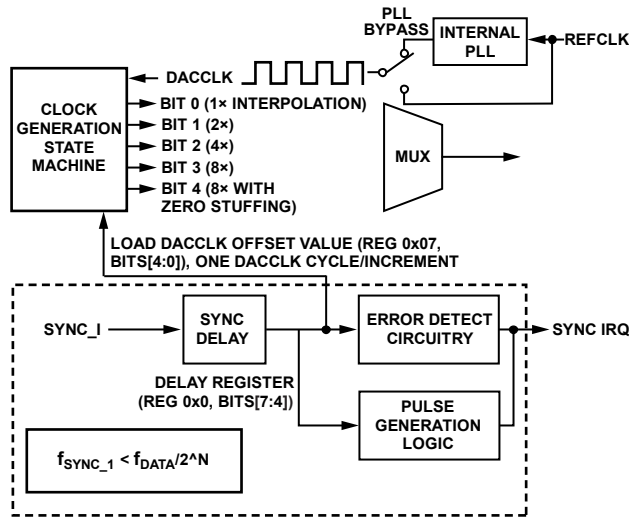 PLL
BYPASS
INTERNAL
PLL
REFCLK
DACCLK
CLOCK
GENERATION
STATE
MACHINE
BIT 0 (1× INTERPOLATION)
BIT 1 (2×)
BIT 2 (4×)
BIT 3 (8×)
BIT 4 (8× WITH
ZERO STUFFING)
MUX
LOAD DACCLK OFFSET VALUE (REG 0x07,
BITS[4:0]), ONE DACCLK CYCLE/INCREMENT
SYNC_I
SYNC
DELAY
ERROR DETECT
CIRCUITRY
SYNC IRQ
DELAY REGISTER
(REG 0x0, BITS[7:4])
PULSE
GENERATION
LOGIC
fSYNC_1 < fDATA/2^N